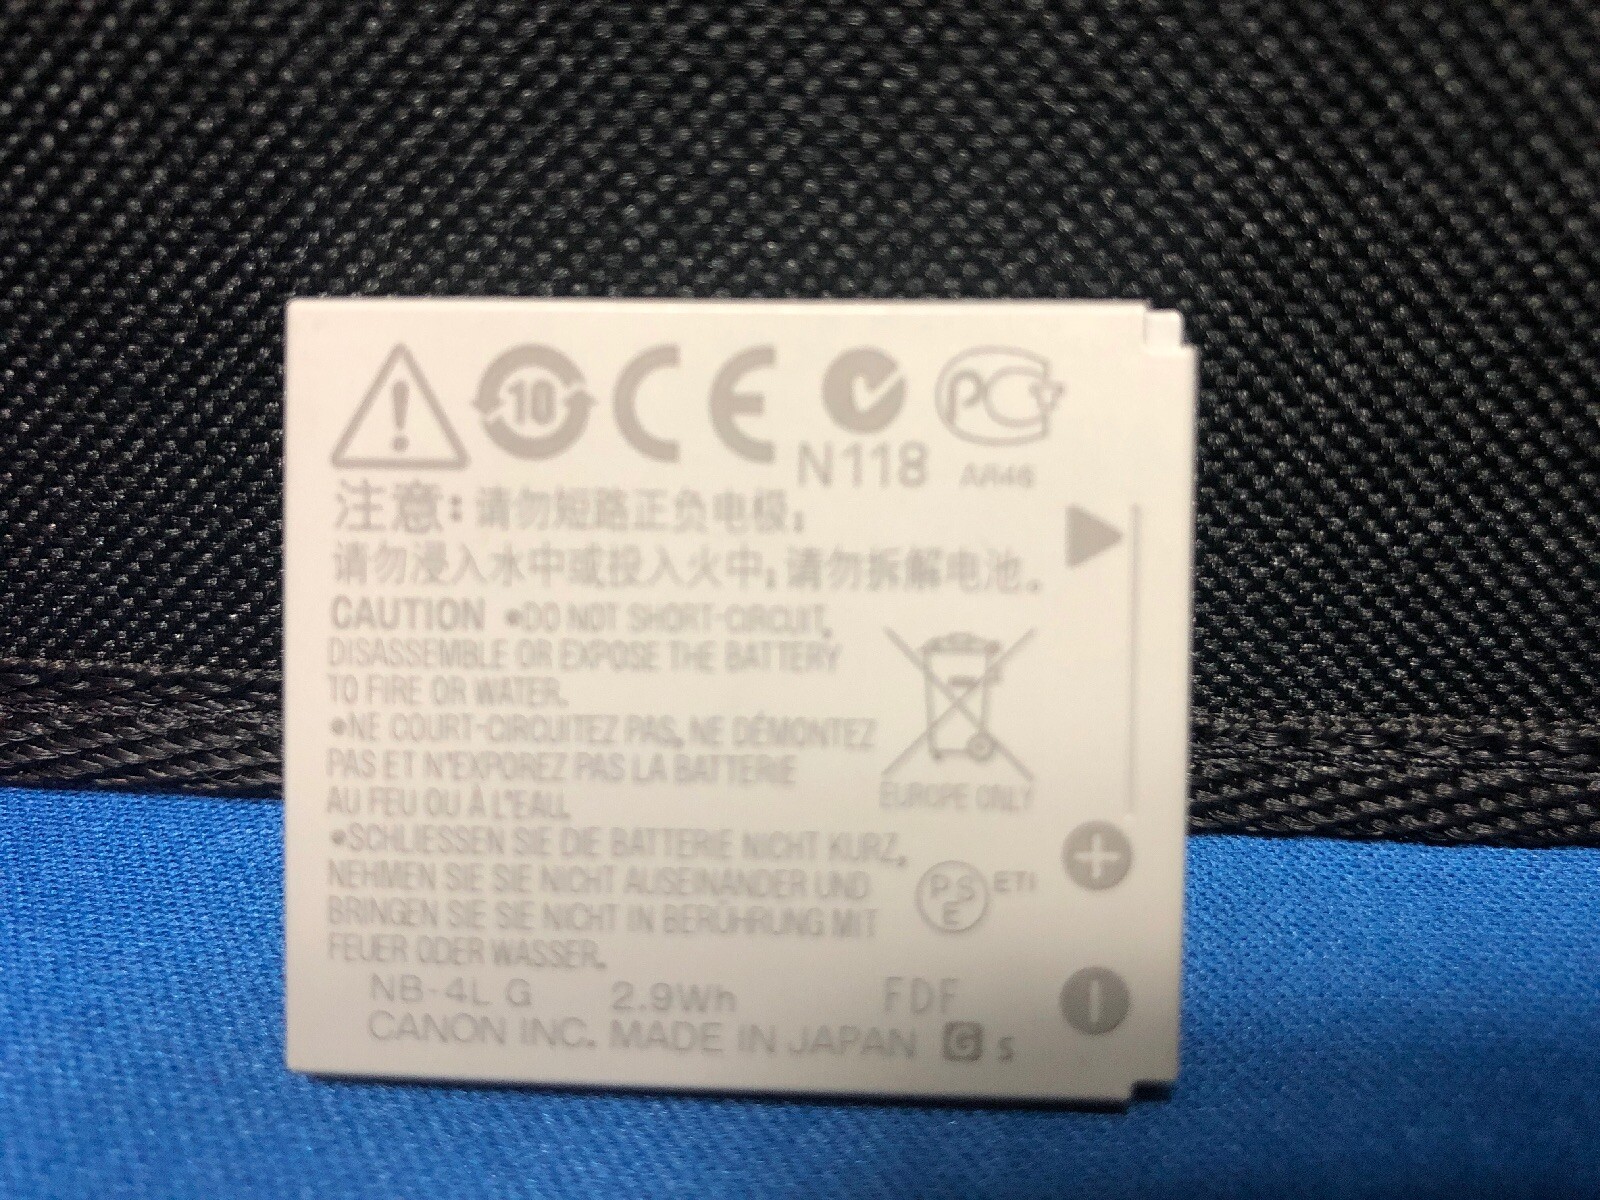 10 CE PC
N118 AЯ46
注意：请勿短路正负电极；
请勿浸入水中或投入火中；请勿拆解电池。
CAUTION •DO NOT SHORT-CIRCUIT,
DISASSEMBLE OR EXPOSE THE BATTERY
TO FIRE OR WATER.
•NE COURT-CIRCUITEZ PAS, NE DÉMONTEZ
PAS ET N'EXPOREZ PAS LA BATTERIE
AU FEU OU À L'EAU.
EUROPE ONLY
•SCHLIESSEN SIE DIE BATTERIE NICHT KURZ,
NEHMEN SIE SIE NICHT AUSEINANDER UND
BRINGEN SIE SIE NICHT IN BERÜHRUNG MIT
FEUER ODER WASSER.
PSE ETI
NB-4L G 2.9Wh FDF
CANON INC. MADE IN JAPAN G S